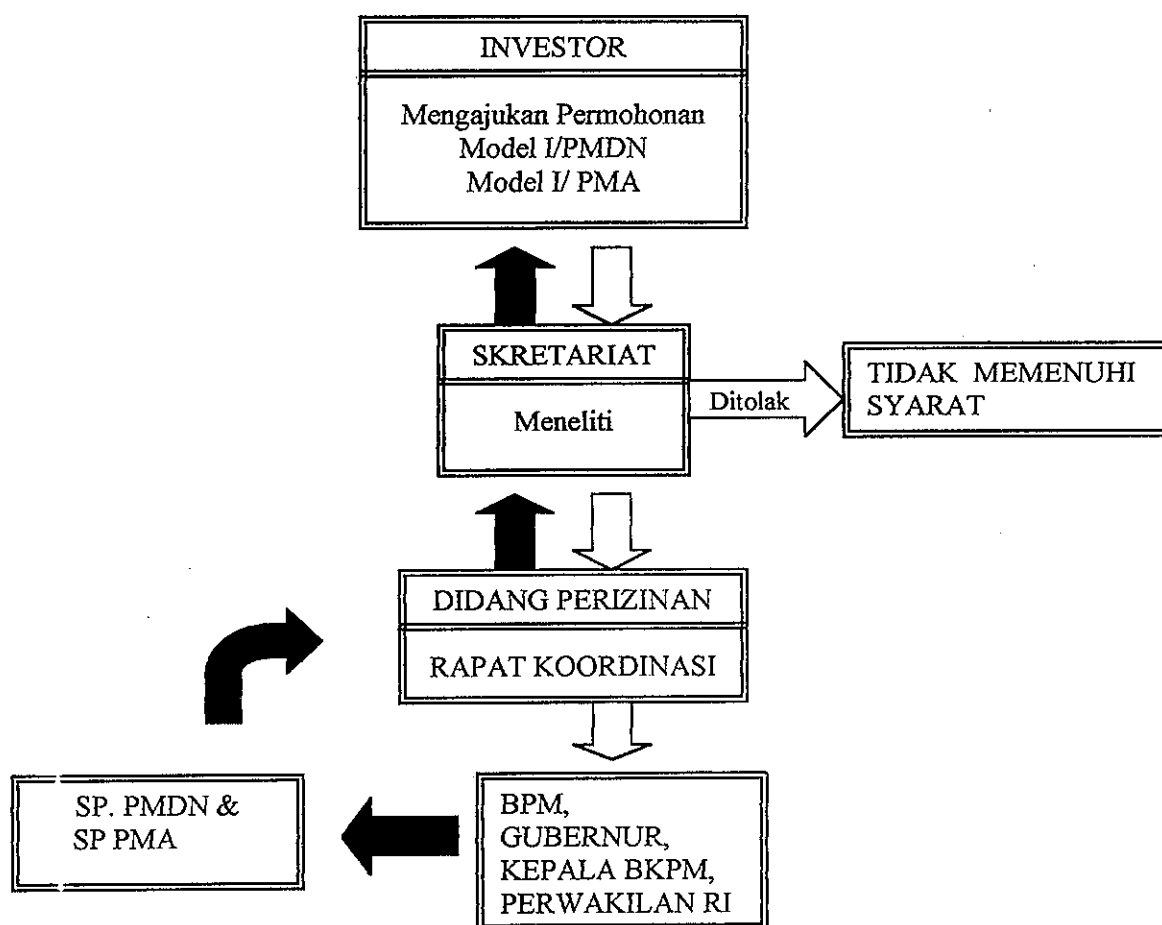 INVESTOR
Mengajukan Permohonan
Model I/PMDN
Model I/ PMA
SKRETARIAT
Meneliti
Ditolak
TIDAK MEMENUHI
SYARAT
DIDANG PERIZINAN
RAPAT KOORDINASI
SP. PMDN &
SP PMA
BPM,
GUBERNUR,
KEPALA BKPM,
PERWAKILAN RI